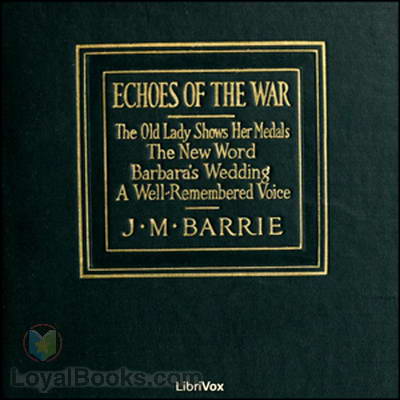 ECHOES OF THE WAR
The Old Lady Shows Her Medals
The New Word
Barbara's Wedding
A Well-Remembered Voice
J·M·BARRIE
LoyalBooks.com
LibriVox